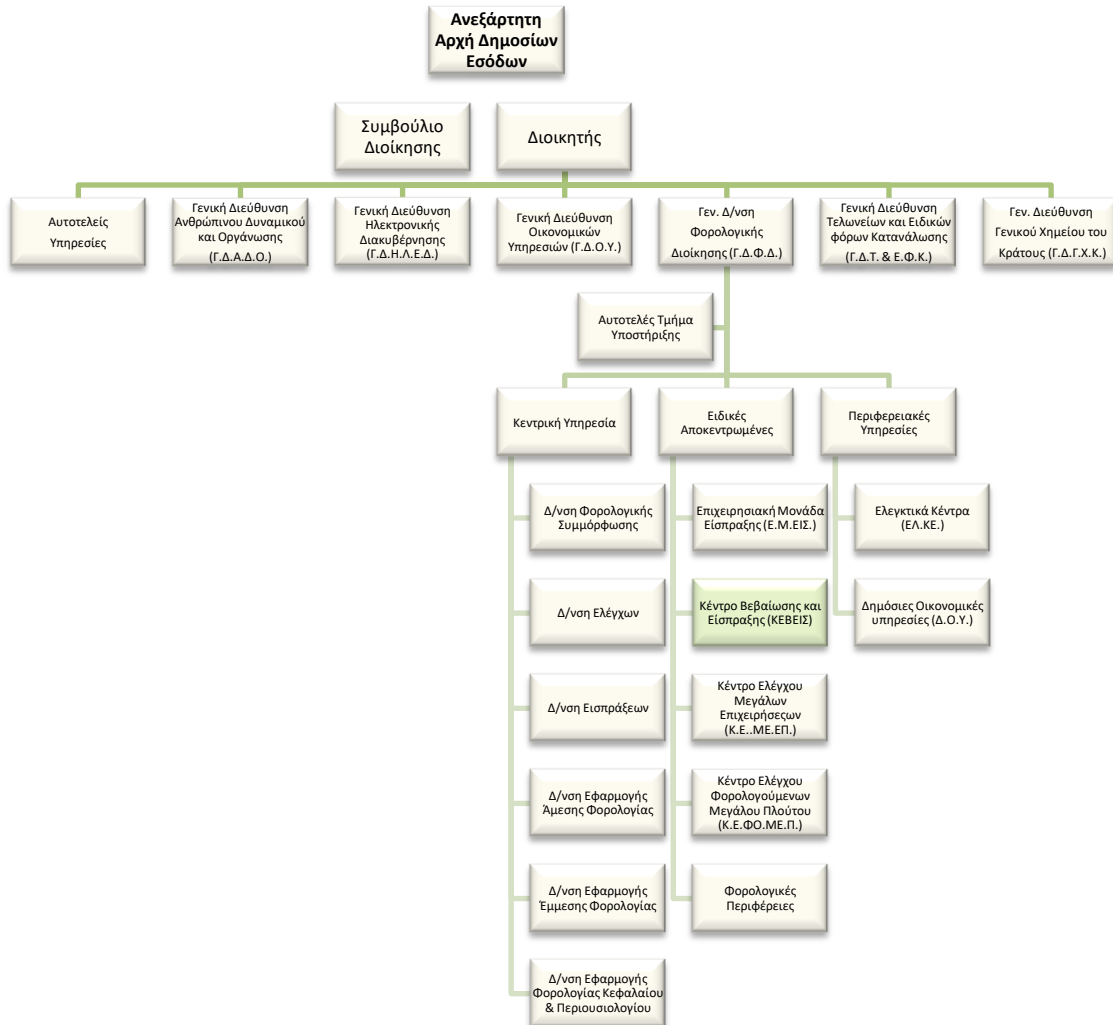 Ανεξάρτητη
Αρχή Δημοσίων
Εσόδων
Συμβούλιο
Διοίκησης
Διοικητής
Αυτοτελείς
Υπηρεσίες
Γενική Διεύθυνση
Ανθρώπινου Δυναμικού
και Οργάνωσης
(Γ.Δ.Α.Δ.Ο.)
Γενική Διεύθυνση
Ηλεκτρονικής
Διακυβέρνησης
(Γ.Δ.Η.Λ.Ε.Δ.)
Γενική Διεύθυνση
Οικονομικών
Υπηρεσιών (Γ.Δ.Ο.Υ.)
Γεν. Δ/νση
Φορολογικής
Διοίκησης (Γ.Δ.Φ.Δ.)
Γενική Διεύθυνση
Τελωνείων και Ειδικών
φόρων Κατανάλωσης
(Γ.Δ.Τ. & Ε.Φ.Κ.)
Γεν. Διεύθυνση
Γενικού Χημείου του
Κράτους (Γ.Δ.Γ.Χ.Κ.)
Αυτοτελές Τμήμα
Υποστήριξης
Κεντρική Υπηρεσία
Ειδικές
Αποκεντρωμένες
Περιφερειακές
Υπηρεσίες
Δ/νση Φορολογικής
Συμμόρφωσης
Δ/νση Ελέγχων
Δ/νση Εισπράξεων
Δ/νση Εφαρμογής
Άμεσης Φορολογίας
Δ/νση Εφαρμογής
Έμμεσης Φορολογίας
Δ/νση Εφαρμογής
Φορολογίας Κεφαλαίου
& Περιουσιολογίου
Επιχειρησιακή Μονάδα
Είσπραξης (Ε.Μ.ΕΙΣ.)
Κέντρο Βεβαίωσης και
Είσπραξης (ΚΕΒΕΙΣ)
Κέντρο Ελέγχου
Μεγάλων
Επιχειρήσεςων
(Κ.Ε..ΜΕ.ΕΠ.)
Κέντρο Ελέγχου
Φορολογούμενων
Μεγάλου Πλούτου
(Κ.Ε.ΦΟ.ΜΕ.Π.)
Φορολογικές
Περιφέρειες
Ελεγκτικά Κέντρα
(ΕΛ.ΚΕ.)
Δημόσιες Οικονομικές
υπηρεσίες (Δ.Ο.Υ.)